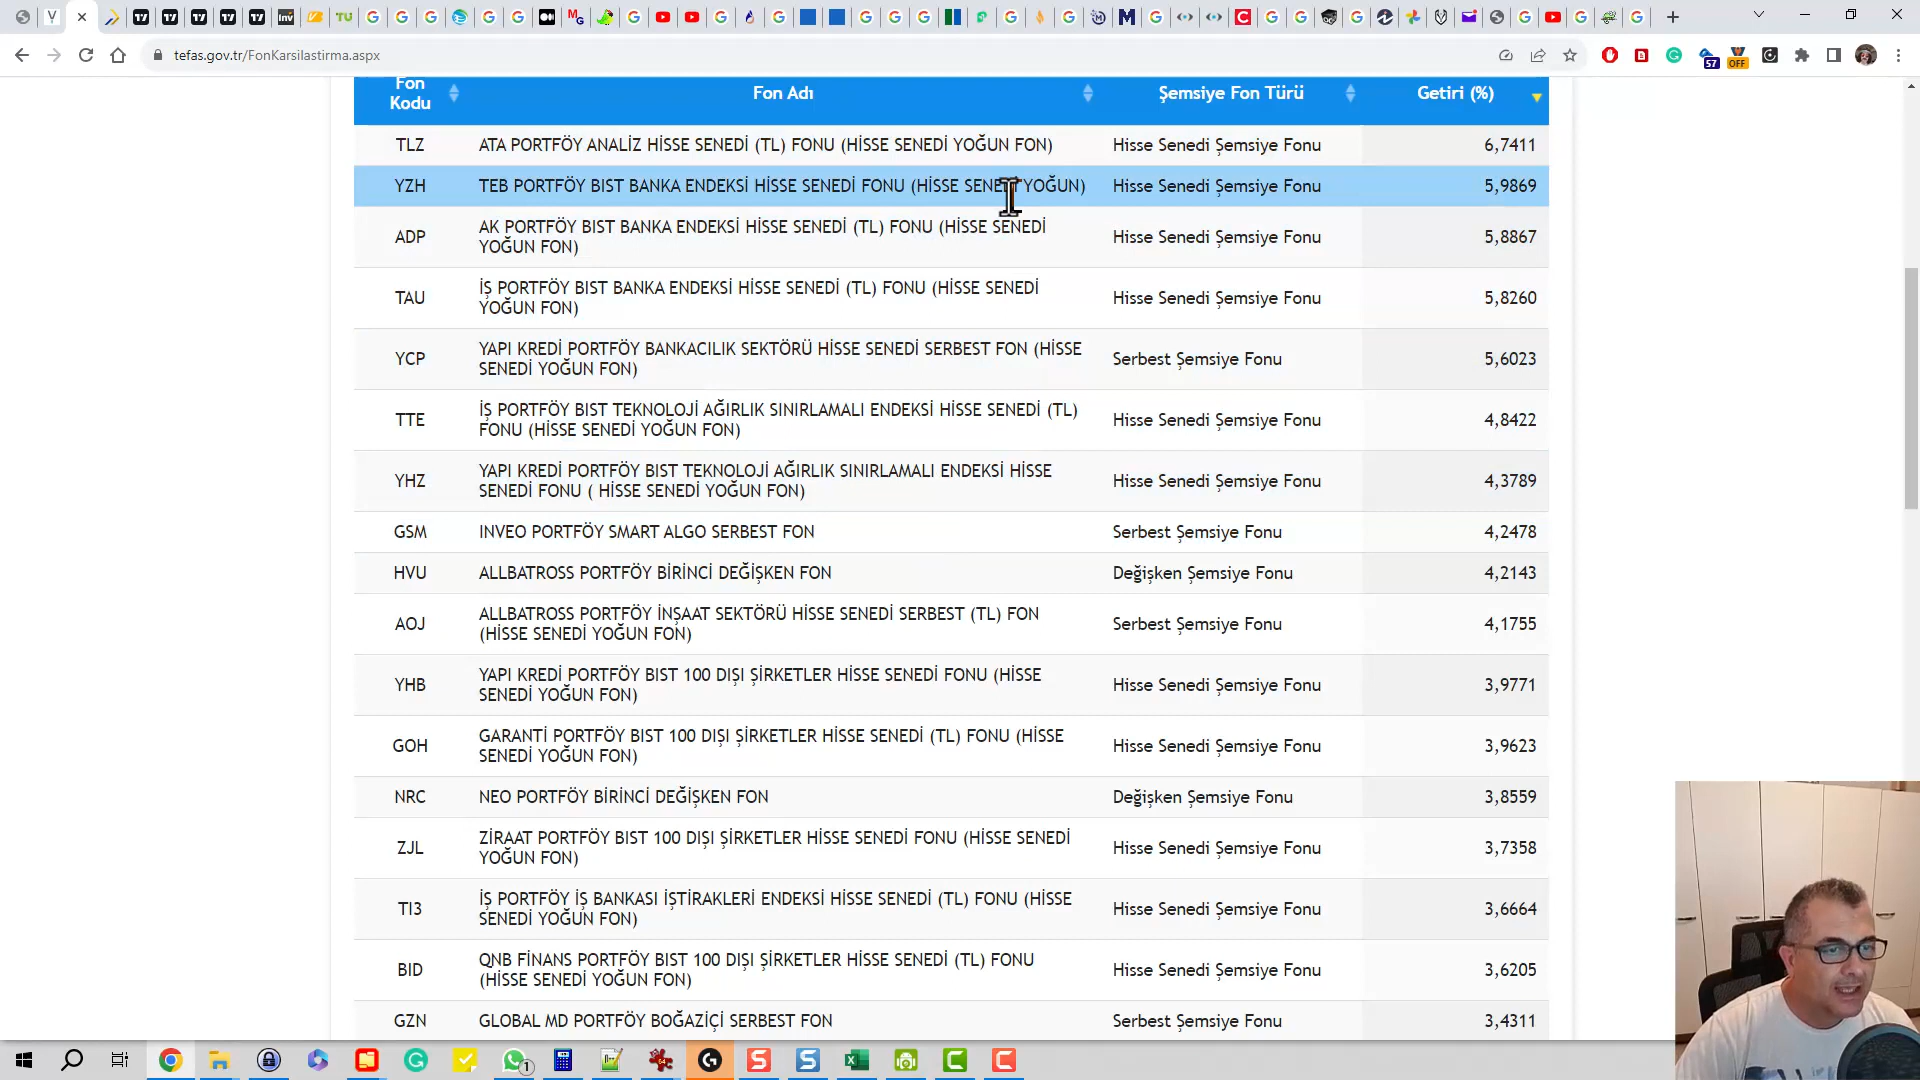 tefas.gov.tr/FonKarsilastirma.aspx
57
OFF
Fon
Kodu
Fon Adı
Şemsiye Fon Türü
Getiri (%)
TLZ
ATA PORTFÖY ANALİZ HİSSE SENEDİ (TL) FONU (HİSSE SENEDİ YOĞUN FON)
Hisse Senedi Şemsiye Fonu
6,7411
YZH
TEB PORTFÖY BIST BANKA ENDEKSİ HİSSE SENEDİ FONU (HİSSE SENEDİ YOĞUN)
Hisse Senedi Şemsiye Fonu
5,9869
ADP
AK PORTFÖY BIST BANKA ENDEKSİ HİSSE SENEDİ (TL) FONU (HİSSE SENEDİ
YOĞUN FON)
Hisse Senedi Şemsiye Fonu
5,8867
TAU
İŞ PORTFÖY BIST BANKA ENDEKSİ HİSSE SENEDİ (TL) FONU (HİSSE SENEDİ
YOĞUN FON)
Hisse Senedi Şemsiye Fonu
5,8260
YCP
YAPI KREDİ PORTFÖY BANKACILIK SEKTÖRÜ HİSSE SENEDİ SERBEST FON (HİSSE
SENEDİ YOĞUN FON)
Serbest Şemsiye Fonu
5,6023
TTE
İŞ PORTFÖY BIST TEKNOLOJİ AĞIRLIK SINIRLAMALI ENDEKSİ HİSSE SENEDİ (TL)
FONU (HİSSE SENEDİ YOĞUN FON)
Hisse Senedi Şemsiye Fonu
4,8422
YHZ
YAPI KREDİ PORTFÖY BIST TEKNOLOJİ AĞIRLIK SINIRLAMALI ENDEKSİ HİSSE
SENEDİ FONU ( HİSSE SENEDİ YOĞUN FON)
Hisse Senedi Şemsiye Fonu
4,3789
GSM
INVEO PORTFÖY SMART ALGO SERBEST FON
Serbest Şemsiye Fonu
4,2478
HVU
ALLBATROSS PORTFÖY BİRİNCİ DEĞİŞKEN FON
Değişken Şemsiye Fonu
4,2143
AOJ
ALLBATROSS PORTFÖY İNŞAAT SEKTÖRÜ HİSSE SENEDİ SERBEST (TL) FON
(HİSSE SENEDİ YOĞUN FON)
Serbest Şemsiye Fonu
4,1755
YHB
YAPI KREDİ PORTFÖY BIST 100 DIŞI ŞİRKETLER HİSSE SENEDİ FONU (HİSSE
SENEDİ YOĞUN FON)
Hisse Senedi Şemsiye Fonu
3,9771
GOH
GARANTİ PORTFÖY BIST 100 DIŞI ŞİRKETLER HİSSE SENEDİ (TL) FONU (HİSSE
SENEDİ YOĞUN FON)
Hisse Senedi Şemsiye Fonu
3,9623
NRC
NEO PORTFÖY BİRİNCİ DEĞİŞKEN FON
Değişken Şemsiye Fonu
3,8559
ZJL
ZİRAAT PORTFÖY BIST 100 DIŞI ŞİRKETLER HİSSE SENEDİ FONU (HİSSE SENEDİ
YOĞUN FON)
Hisse Senedi Şemsiye Fonu
3,7358
TI3
İŞ PORTFÖY İŞ BANKASI İŞTİRAKLERİ ENDEKSİ HİSSE SENEDİ (TL) FONU (HİSSE
SENEDİ YOĞUN FON)
Hisse Senedi Şemsiye Fonu
3,6664
BID
QNB FİNANS PORTFÖY BIST 100 DIŞI ŞİRKETLER HİSSE SENEDİ (TL) FONU
(HİSSE SENEDİ YOĞUN FON)
Hisse Senedi Şemsiye Fonu
3,6205
GZN
GLOBAL MD PORTFÖY BOĞAZİÇİ SERBEST FON
Serbest Şemsiye Fonu
3,4311